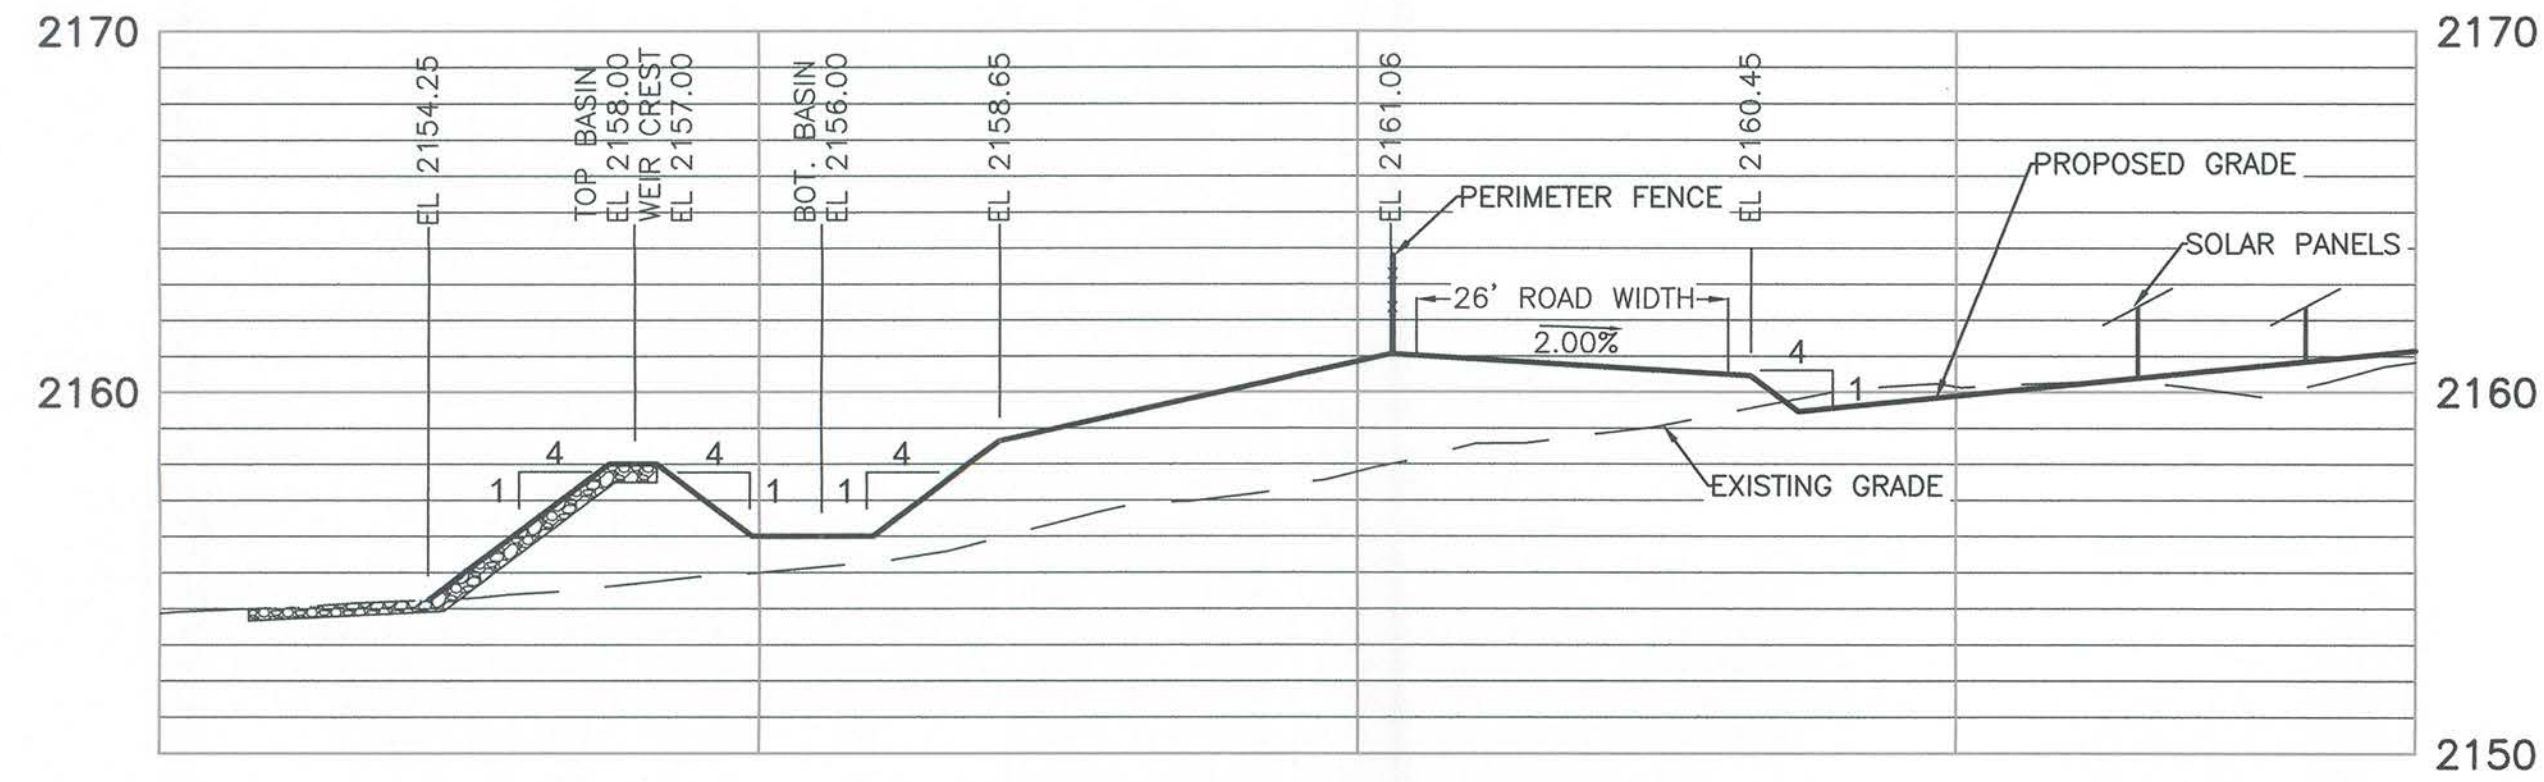 2170
2170
EL 2154.25
TOP BASIN
EL 2158.00
WEIR CREST
EL 2157.00
BOT. BASIN
EL 2156.00
EL 2158.65
EL 2161.06
EL 2160.45
PERIMETER FENCE
PROPOSED GRADE
SOLAR PANELS
26' ROAD WIDTH
2.00%
4
1
2160
2160
4
1
4
1
4
1
EXISTING GRADE
2150